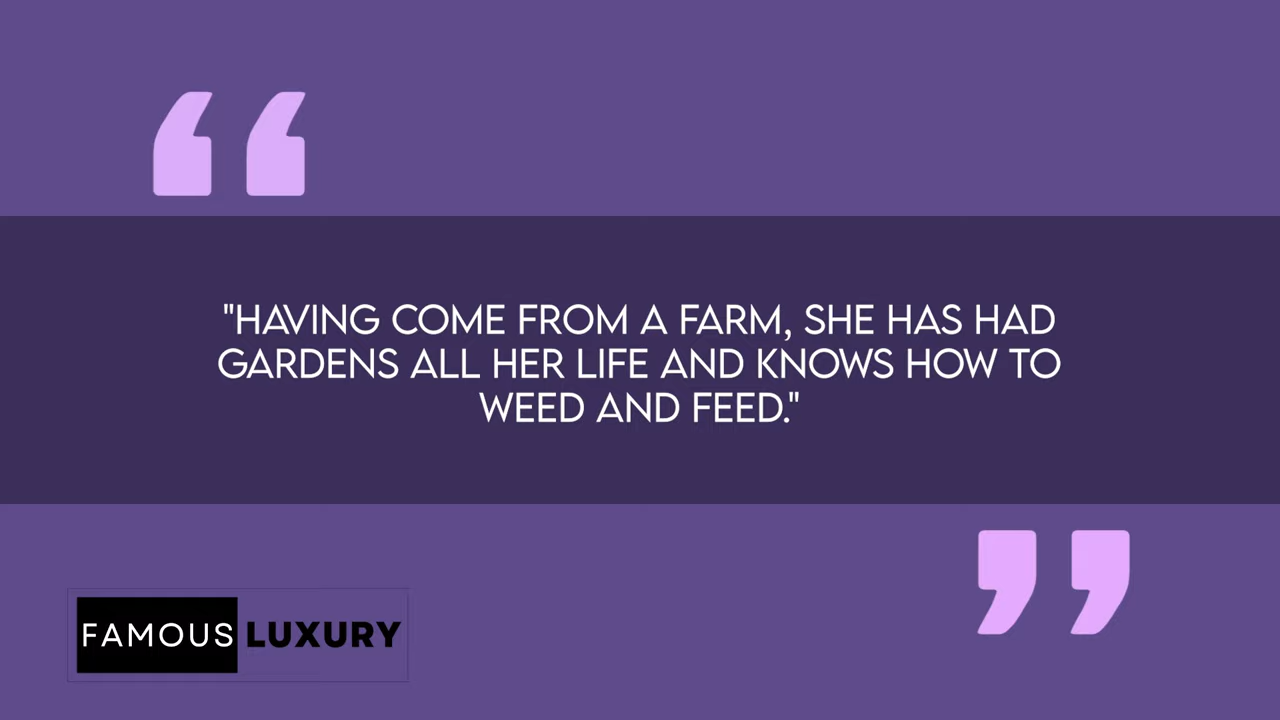 "HAVING COME FROM A FARM, SHE HAS HAD
GARDENS ALL HER LIFE AND KNOWS HOW TO
WEED AND FEED."
FAMOUS LUXURY